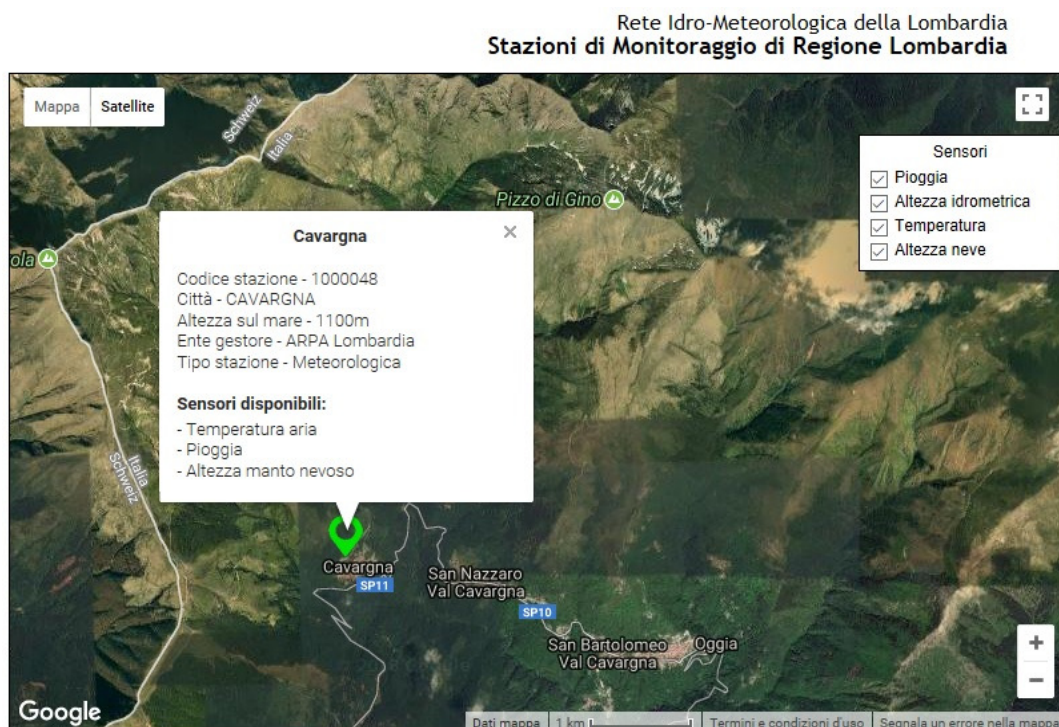 Rete Idro-Meteorologica della Lombardia
Stazioni di Monitoraggio di Regione Lombardia
Mappa Satellite
Schweiz
Italia
Sensori
Pioggia
Altezza idrometrica
Temperatura
Altezza neve
Pizzo di Gino
ola
Cavargna
Codice stazione - 1000048
Città - CAVARGNA
Altezza sul mare - 1100m
Ente gestore - ARPA Lombardia
Tipo stazione - Meteorologica
Sensori disponibili:
- Temperatura aria
- Pioggia
- Altezza manto nevoso
Italia
Schweiz
Cavargna
SP11
San Nazzaro
Val Cavargna
SP10
San Bartolomeo
Val Cavargna
Oggia
Google
Dati mappa 1 km Termini e condizioni d'uso Segnala un errore nella mappa